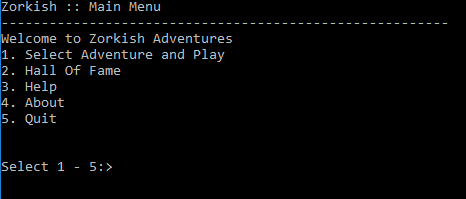 Zorkish :: Main Menu
--------------------------------------------------------
Welcome to Zorkish Adventures
1. Select Adventure and Play
2. Hall Of Fame
3. Help
4. About
5. Quit
Select 1 - 5:>